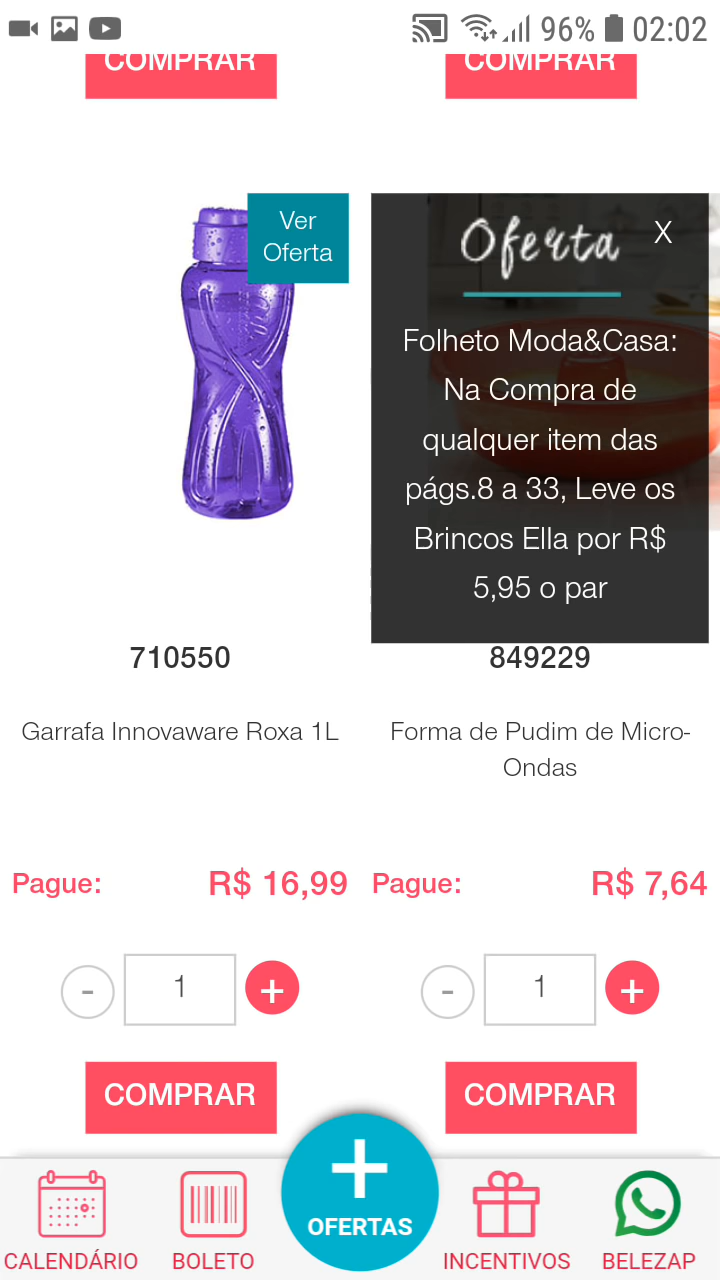 96% 02:02
COMPRAR
COMPRAR
Ver
Oferta
Oferta
X
Folheto Moda&Casa:
Na Compra de
qualquer item das
págs.8 a 33, Leve os
Brincos Ella por R$
5,95 o par
710550
Garrafa Innovaware Roxa 1L
Pague: R$ 16,99
- 1 +
COMPRAR
849229
Forma de Pudim de Micro-
Ondas
Pague: R$ 7,64
- 1 +
COMPRAR
CALENDÁRIO
BOLETO
+
OFERTAS
INCENTIVOS
BELEZAP